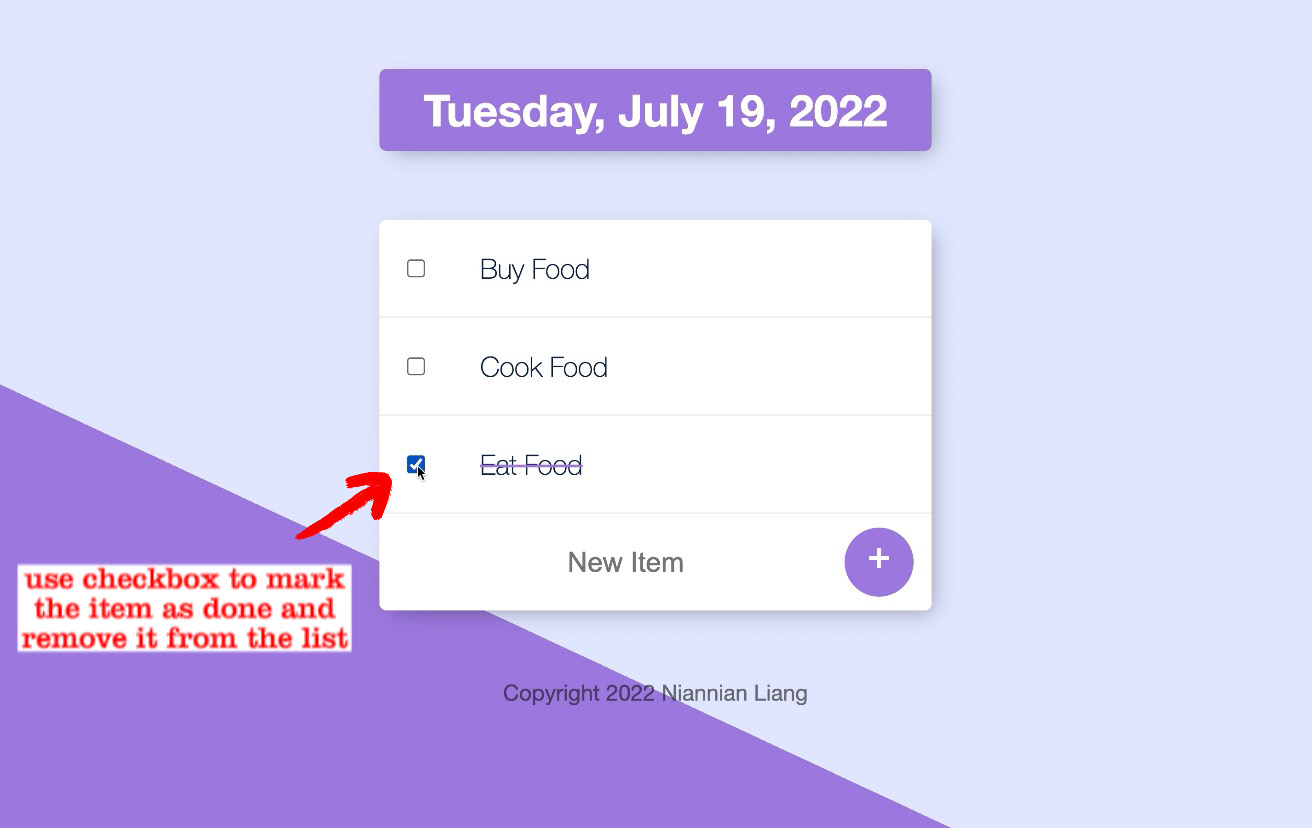 Tuesday, July 19, 2022
Buy Food
Cook Food
Eat Food
New Item
+
use checkbox to mark
the item as done and
remove it from the list
Copyright 2022 Niannian Liang